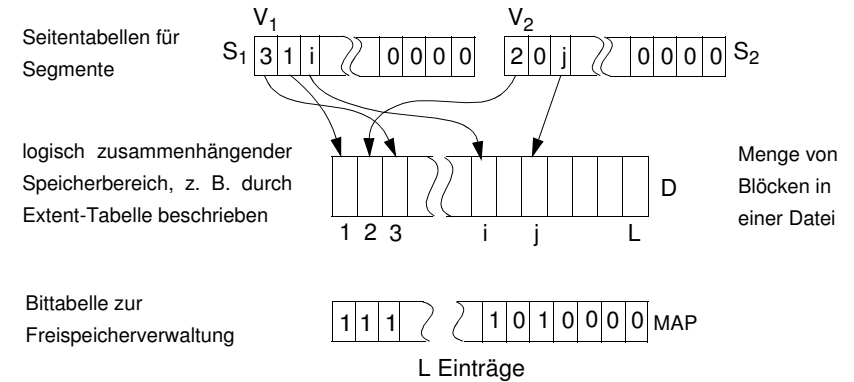 V1 V2
Seitentabellen für
Segmente
S1 3 1 i 0 0 0 0 2 0 j 0 0 0 0 S2
logisch zusammenhängender
Speicherbereich, z. B. durch
Extent-Tabelle beschrieben
D
Menge von
Blöcken in
einer Datei
1 2 3 i j L
Bittabelle zur
Freispeicherverwaltung
1 1 1 1 0 1 0 0 0 0 MAP
L Einträge